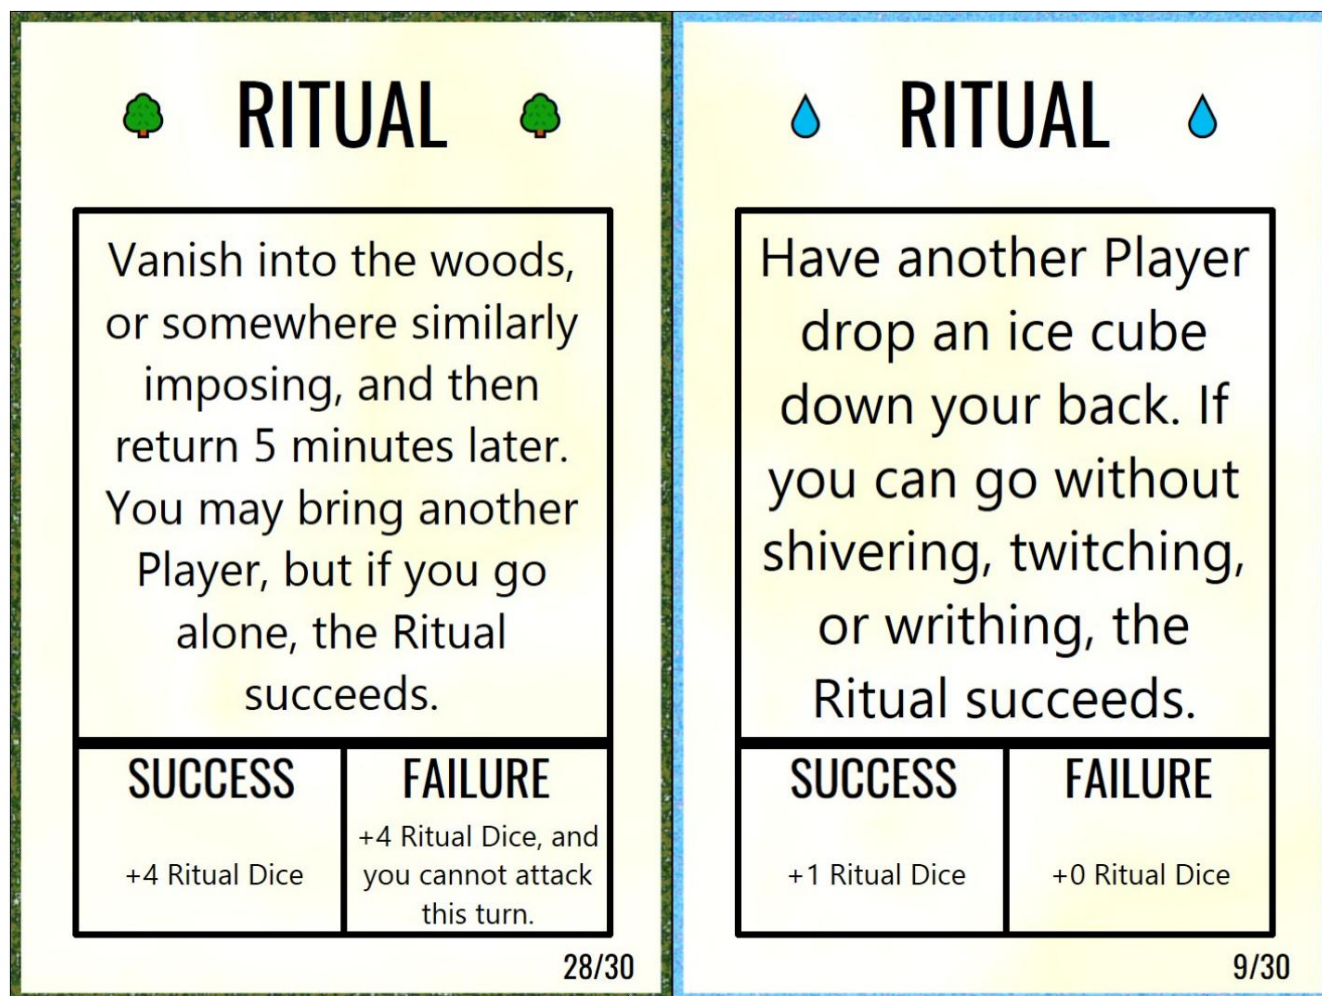 RITUAL
Vanish into the woods,
or somewhere similarly
imposing, and then
return 5 minutes later.
You may bring another
Player, but if you go
alone, the Ritual
succeeds.
SUCCESS
+4 Ritual Dice
FAILURE
+4 Ritual Dice, and
you cannot attack
this turn.
28/30
RITUAL
Have another Player
drop an ice cube
down your back. If
you can go without
shivering, twitching,
or writhing, the
Ritual succeeds.
SUCCESS
+1 Ritual Dice
FAILURE
+0 Ritual Dice
9/30